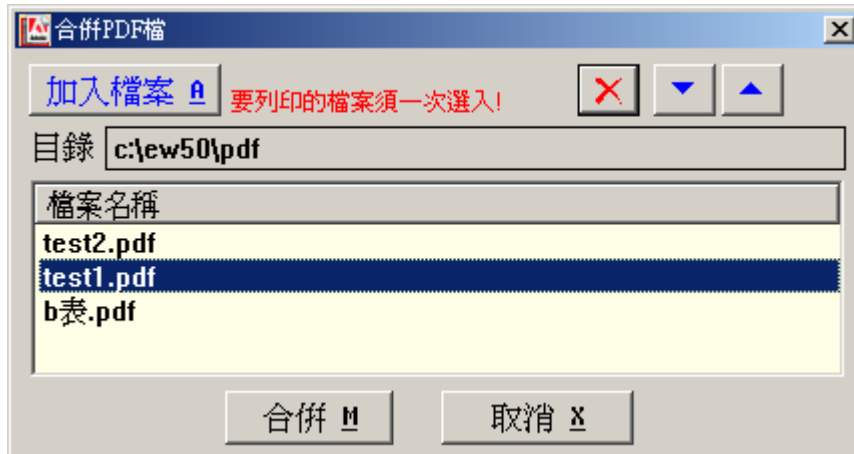 合併PDF檔
加入檔案 A 要列印的檔案須一次選入!
目錄 c:\ew50\pdf
檔案名稱
test2.pdf
test1.pdf
b表.pdf
合併 M 取消 X